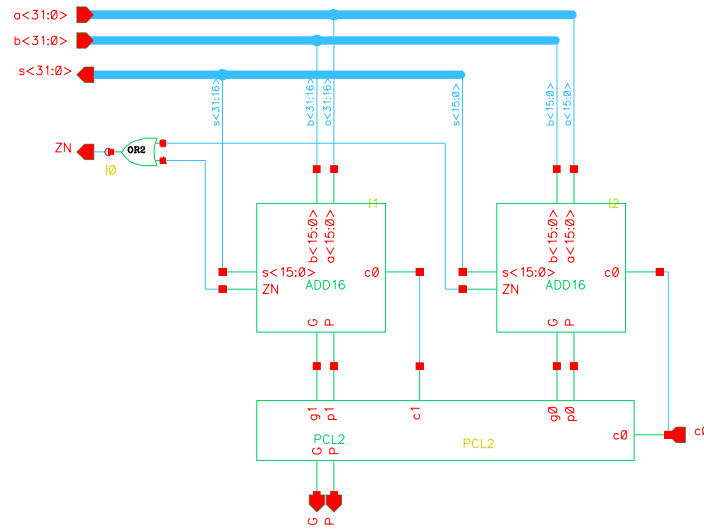 a<31:0>
b<31:0>
s<31:0>
s<31:16>
b<31:16>
a<31:16>
s<15:0>
b<15:0>
a<15:0>
ZN
OR2
I0
I1
I2
b<15:0>
a<15:0>
b<15:0>
a<15:0>
s<15:0>
c0
s<15:0>
c0
ZN
ADD16
ZN
ADD16
G
P
G
P
g1
p1
c1
g0
p0
PCL2
PCL2
c0
G
P
G
P